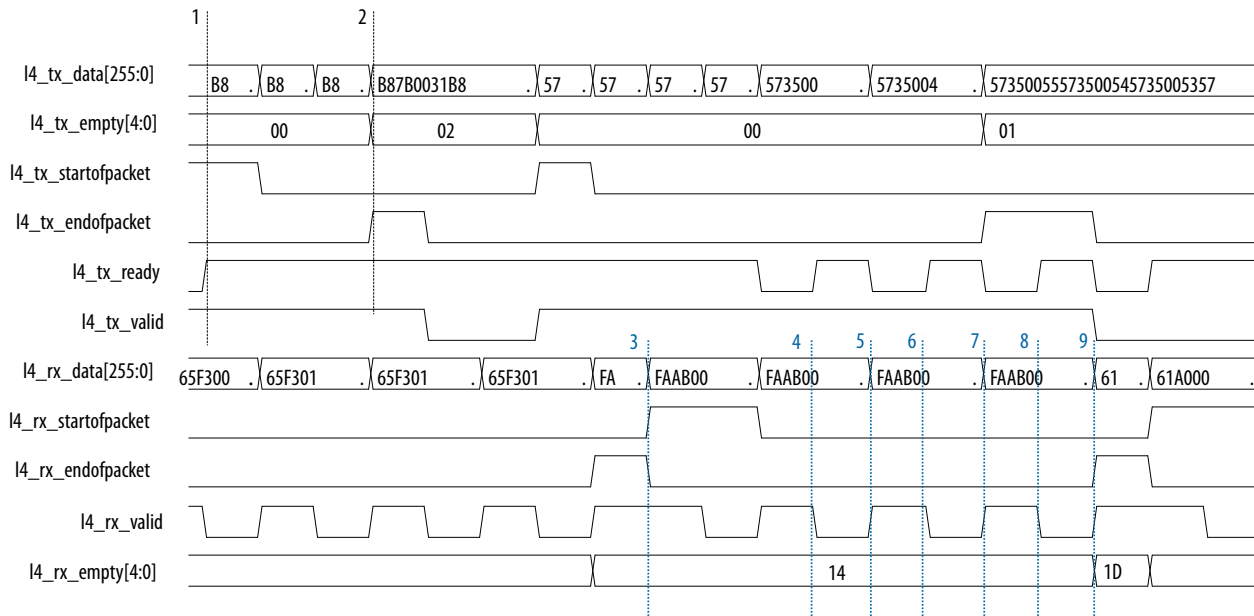 1 2
l4_tx_data[255:0] B8 . B8 . B8 . B87B0031B8 . 57 . 57 . 57 . 57 . 573500 . 5735004 . 573500555573500545735005357
l4_tx_empty[4:0] 00 02 00 01
l4_tx_startofpacket
l4_tx_endofpacket
l4_tx_ready
l4_tx_valid
3 4 5 6 7 8 9
l4_rx_data[255:0] 65F300 . 65F301 . 65F301 . 65F301 . FA . FAAB00 . FAAB00 . FAAB00 . FAAB00 . 61 . 61A000 .
l4_rx_startofpacket
l4_rx_endofpacket
l4_rx_valid
l4_rx_empty[4:0] 14 1D